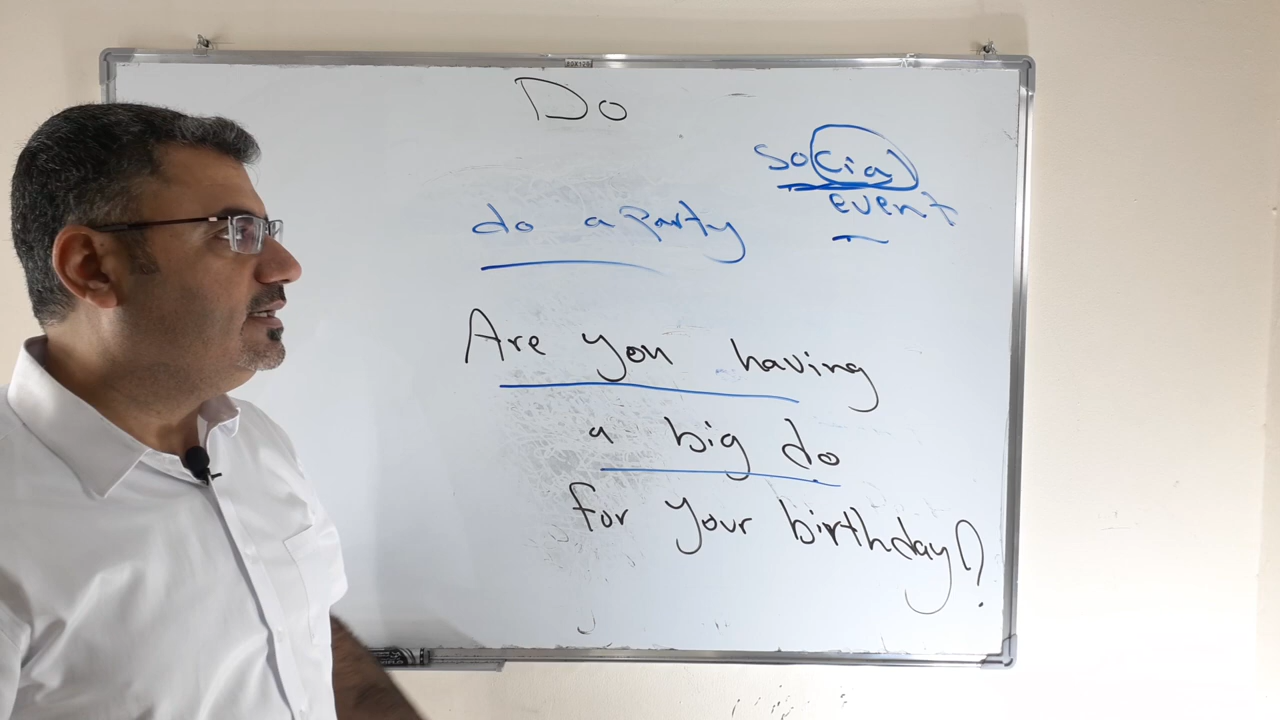 Do
social
event
do a party
Are you having
a big do
for your birthday?